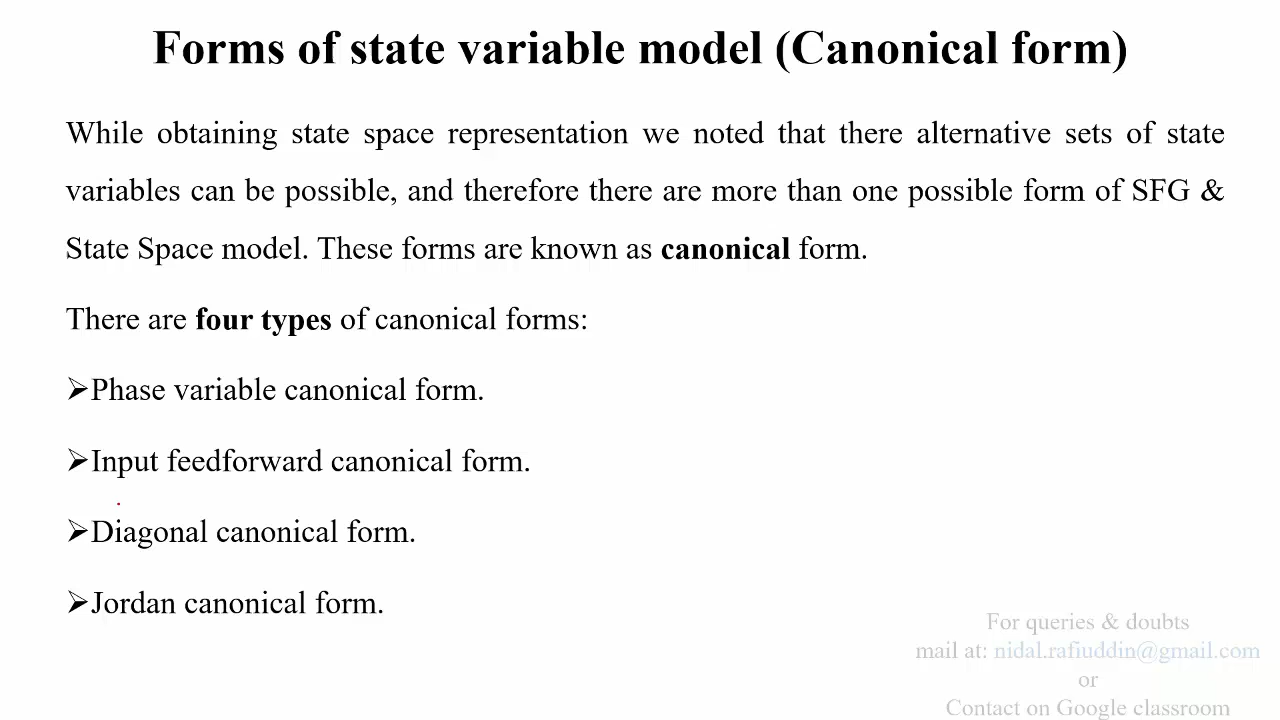 Forms of state variable model (Canonical form)
While obtaining state space representation we noted that there alternative sets of state
variables can be possible, and therefore there are more than one possible form of SFG &
State Space model. These forms are known as canonical form.
There are four types of canonical forms:
➢Phase variable canonical form.
➢Input feedforward canonical form.
➢Diagonal canonical form.
➢Jordan canonical form.
For queries & doubts
mail at: nidal.rafiuddin@gmail.com
or
Contact on Google classroom